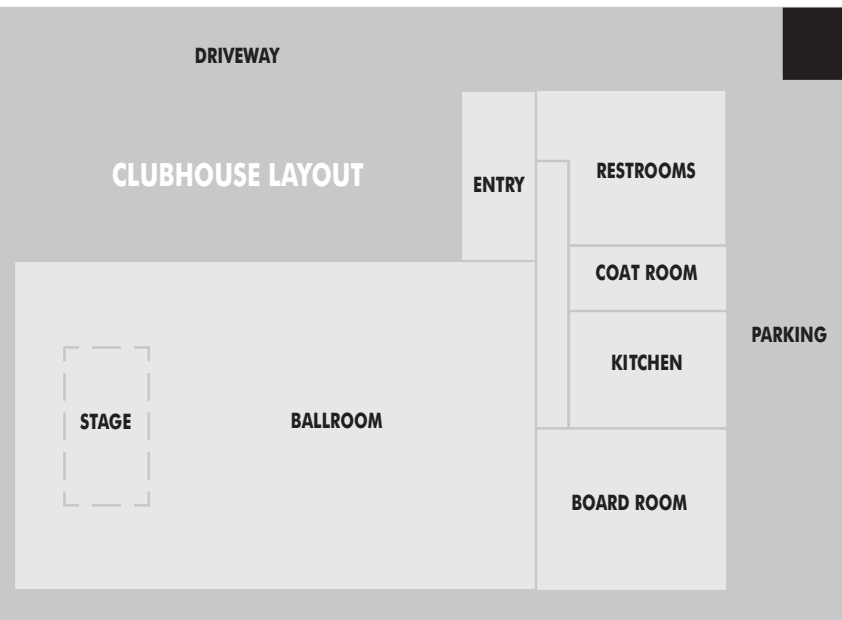 DRIVEWAY
CLUBHOUSE LAYOUT
ENTRY
RESTROOMS
COAT ROOM
PARKING
KITCHEN
STAGE
BALLROOM
BOARD ROOM